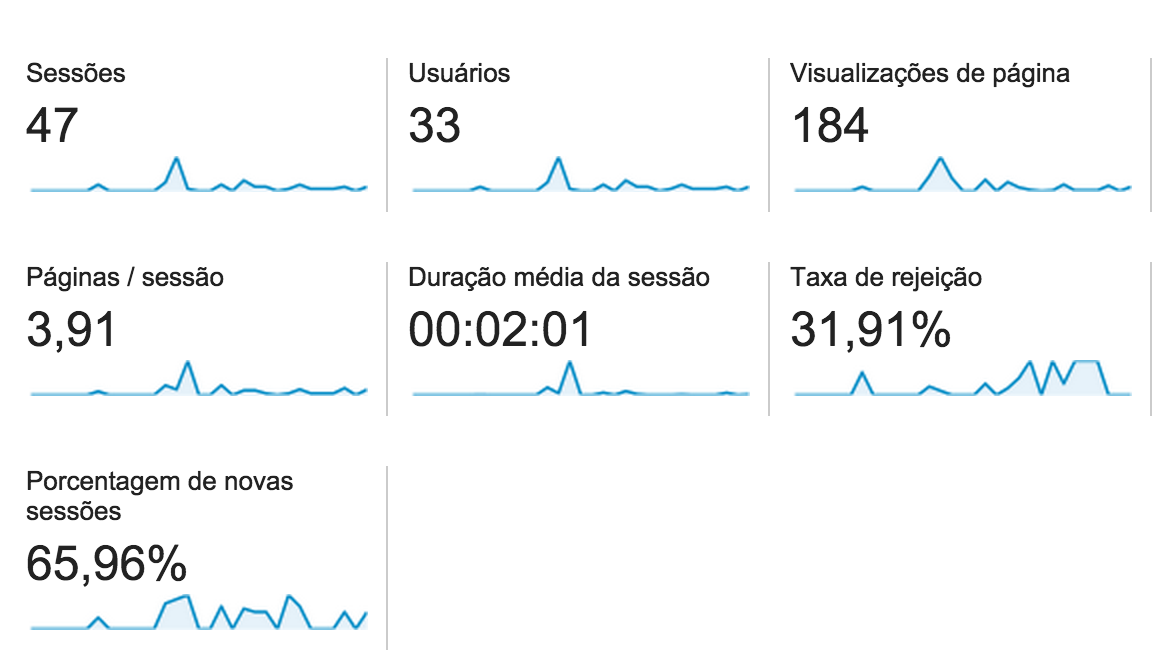 Sessões
47
Usuários
33
Visualizações de página
184
Páginas / sessão
3,91
Duração média da sessão
00:02:01
Taxa de rejeição
31,91%
Porcentagem de novas
sessões
65,96%